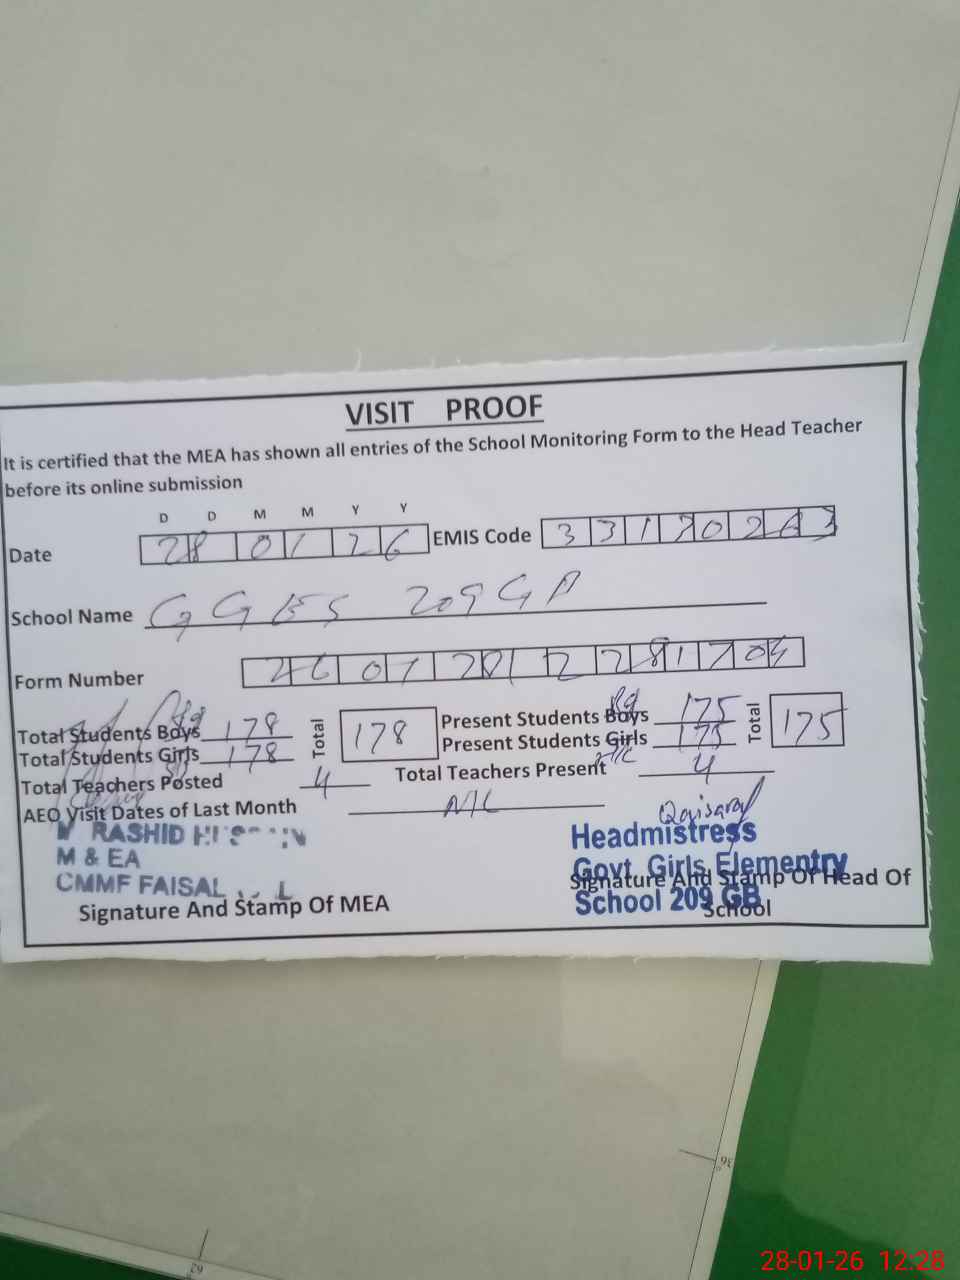 VISIT PROOF
It is certified that the MEA has shown all entries of the School Monitoring Form to the Head Teacher
before its online submission
D D M M Y Y
Date 28 01 26 EMIS Code
School Name GGES 209 GB
Form Number
Total Students Boys 178 Total 178 Present Students Boys 175 Total 175
Total Students Girls 178 Present Students Girls 175
Total Teachers Posted 4 Total Teachers Present 4
AEO Visit Dates of Last Month NIL
RASHID
M & EA
CMMF FAISAL
Signature And Stamp Of MEA
Headmistress
Govt. Girls Elementry
School 209 GB
Signature And Stamp Of Head Of
School
36
62
28-01-26 12:28